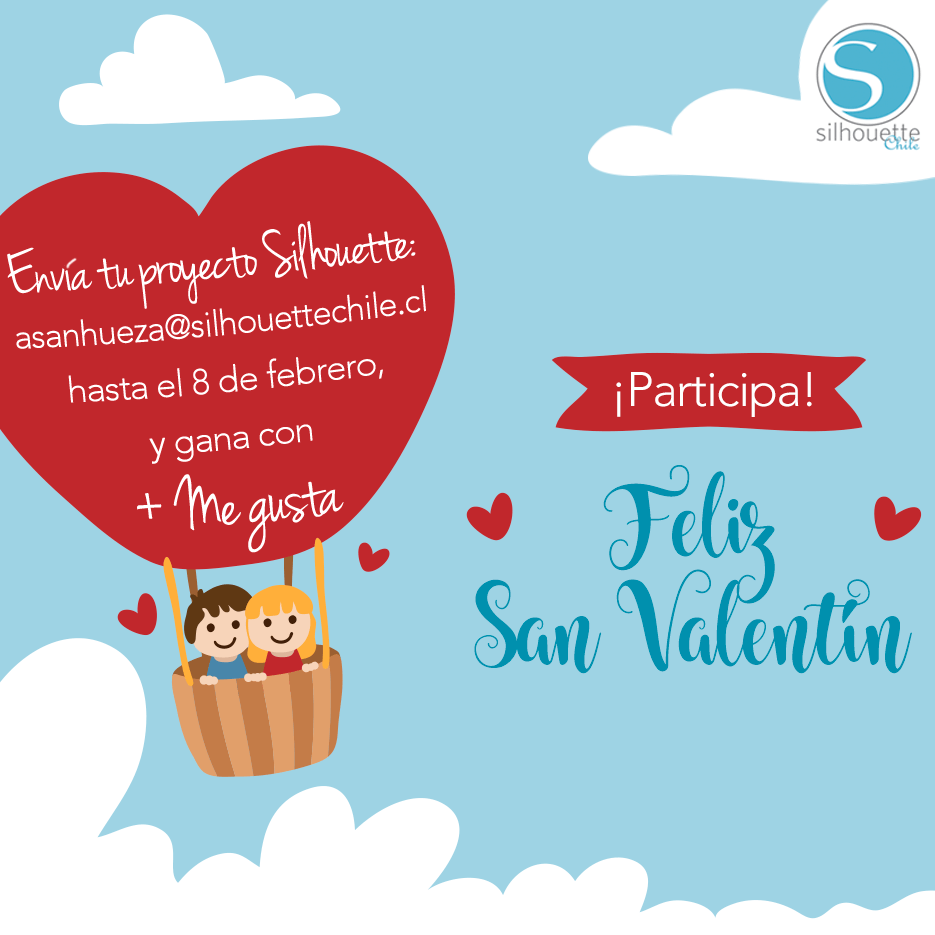 S
silhouette
Chile
Envía tu proyecto Silhouette:
asanhueza@silhouettechile.cl
hasta el 8 de febrero,
y gana con
+ Me gusta
¡Participa!
Feliz
San Valentín